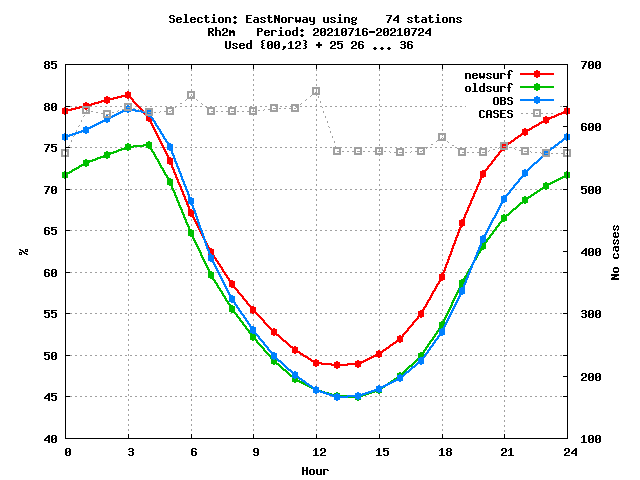 Selection: EastNorway using    74 stations
Rh2m   Period: 20210716-20210724
Used {00,12} + 25 26 ... 36
newsurf
oldsurf
OBS
CASES
85
80
75
70
65
60
55
50
45
40
%
700
600
500
400
300
200
100
No cases
0 3 6 9 12 15 18 21 24
Hour